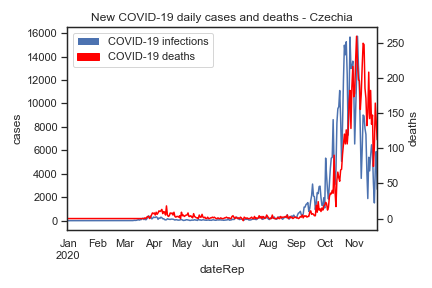 New COVID-19 daily cases and deaths - Czechia
COVID-19 infections
COVID-19 deaths
16000
14000
12000
10000
8000
6000
4000
2000
0
cases
250
200
150
100
50
0
deaths
Jan Feb Mar Apr May Jun Jul Aug Sep Oct Nov
2020
dateRep